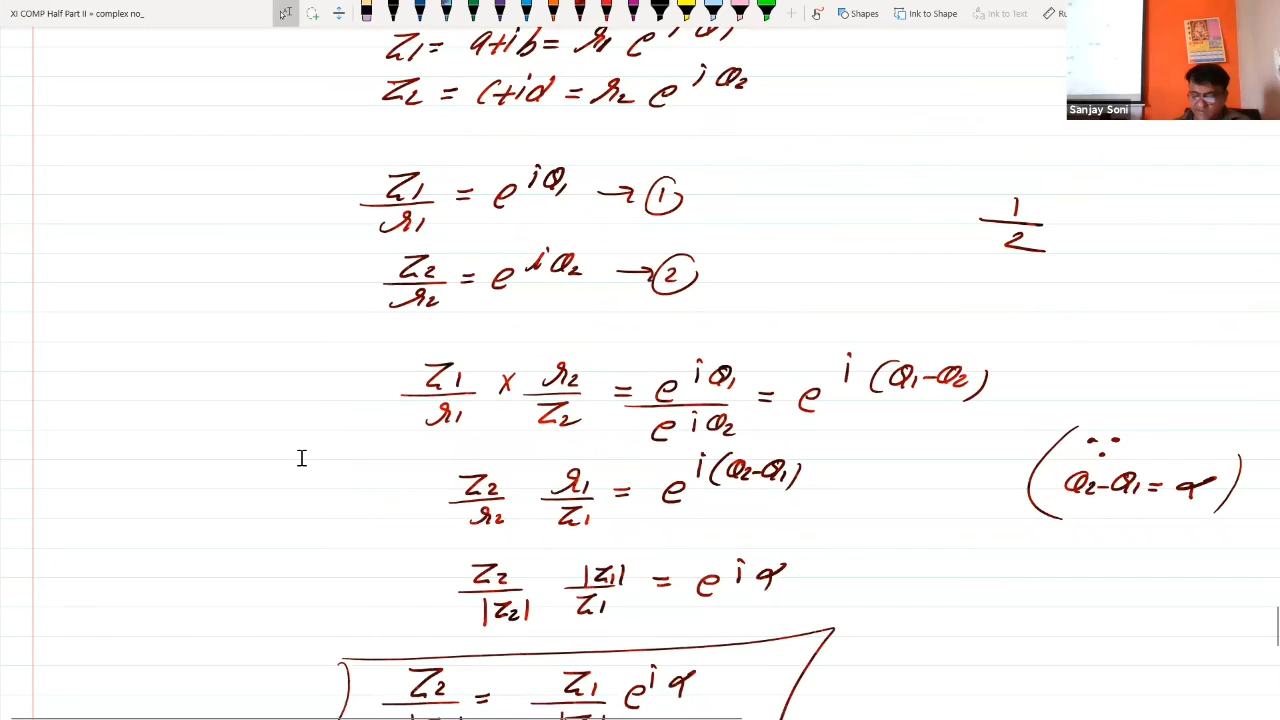 XI COMP Half Part II = complex no_
Shapes Ink to Shape Ink to Text Ru
Sanjay Soni
Z1 = a+ib = r1 e^iθ1
Z2 = c+id = r2 e^iθ2
Z1/r1 = e^iθ1 → ①
1/2
Z2/r2 = e^iθ2 → ②
Z1/r1 × r2/Z2 = e^iθ1/e^iθ2 = e^i(θ1-θ2)
Z2/r2 r1/Z1 = e^i(θ2-θ1)
(∵ θ2-θ1 = α)
Z2/|Z2| |Z1|/Z1 = e^iα
Z2 = Z1 e^iα